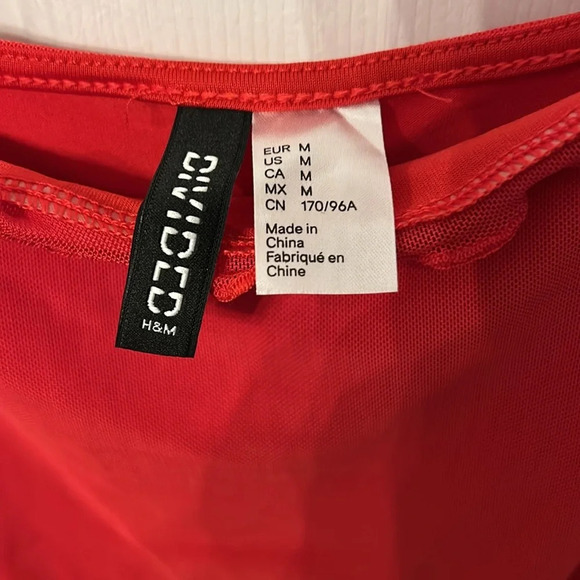 DIVIDED
H&M
EUR M
US M
CA M
MX M
CN 170/96A
Made in
China
Fabriqué en
Chine